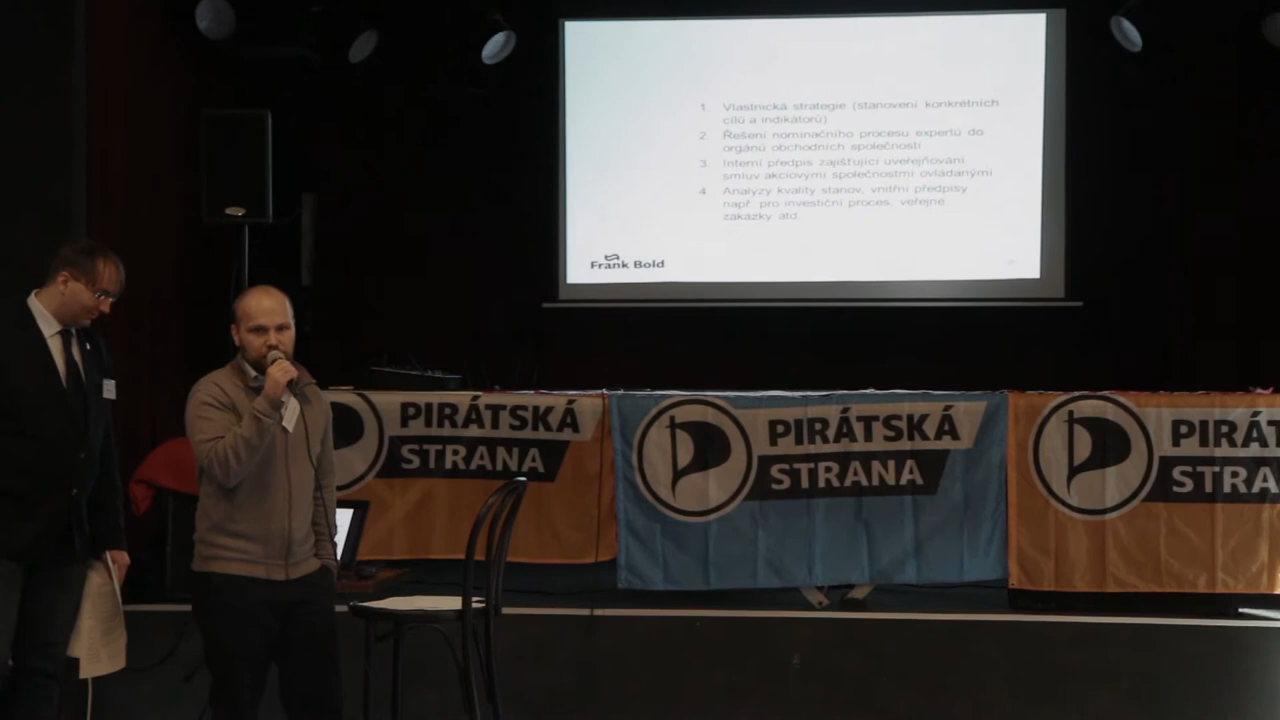 1. Vlastnická strategie (stanovení konkrétních
cílů a indikátorů)
2. Řešení nominačního procesu expertů do
orgánů obchodních společností
3. Interní předpis zajišťující uveřejňování
smluv akciovými společnostmi ovládanými
4. Analýzy kvality stanov, vnitřní předpisy
např. pro investiční proces, veřejné
zakázky atd.
Frank Bold
PIRÁTSKÁ
STRANA
PIRÁTSKÁ
STRANA
PIRÁT
STRA